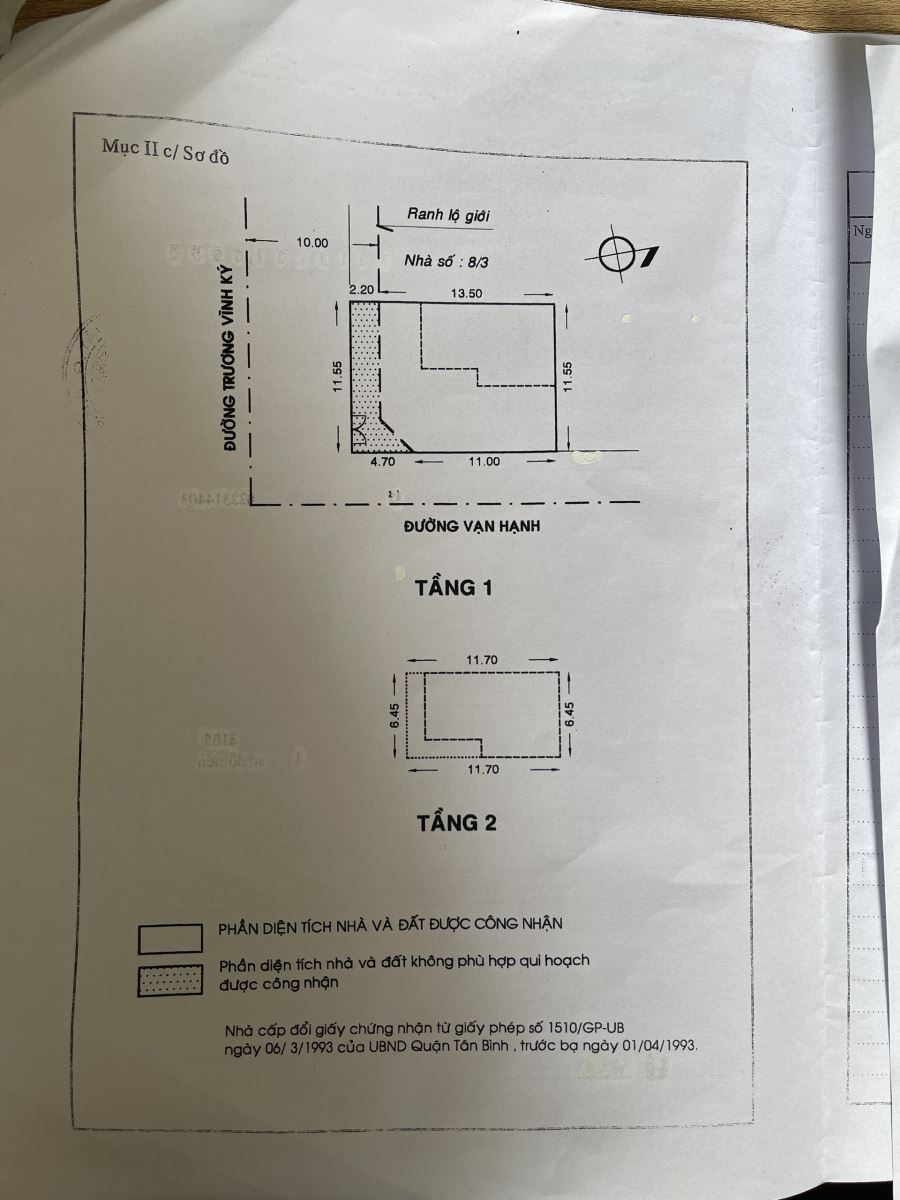 Mục II c/ Sơ đồ
Ranh lộ giới
10.00
Nhà số : 8/3
Ng
2.20
13.50
ĐƯỜNG TRƯƠNG VĨNH KÝ
11.55
11.55
4.70
11.00
ĐƯỜNG VẠN HẠNH
TẦNG 1
11.70
6.45
6.45
11.70
TẦNG 2
PHẦN DIỆN TÍCH NHÀ VÀ ĐẤT ĐƯỢC CÔNG NHẬN
Phần diện tích nhà và đất không phù hợp qui hoạch
được công nhận
Nhà cấp đổi giấy chứng nhận từ giấy phép số 1510/GP-UB
ngày 06/ 3/1993 của UBND Quận Tân Bình , trước bạ ngày 01/04/1993.